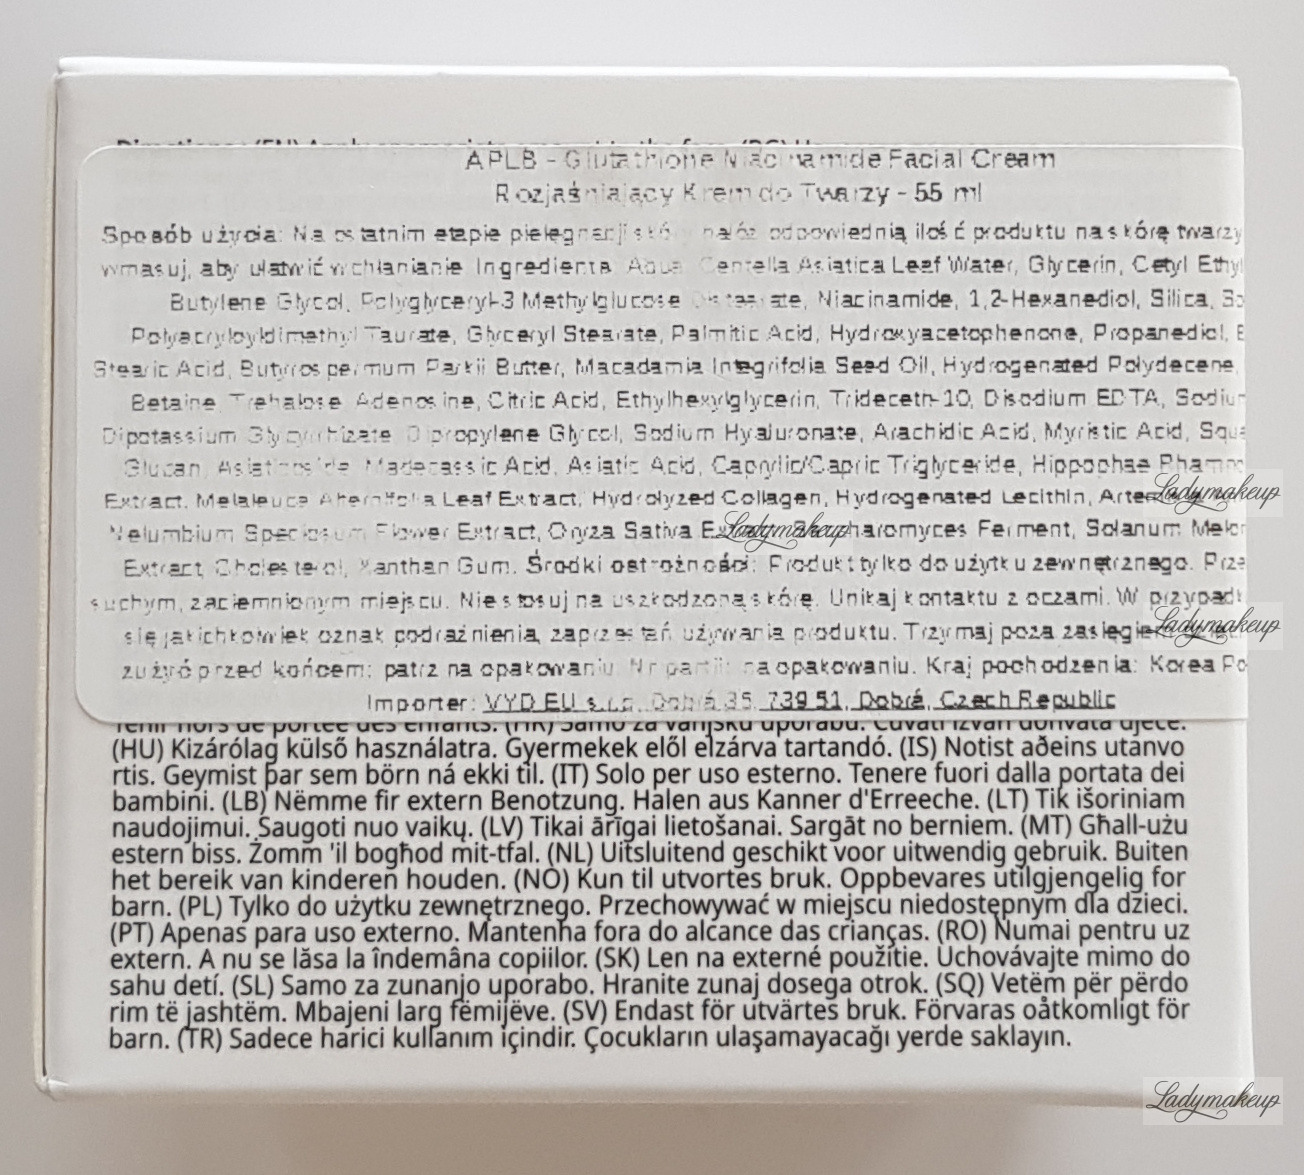 APLB - Glutathione Niacinamide Facial Cream
Rozjaśniający Krem do Twarzy - 55 ml
Sposób użycia: Na ostatnim etapie pielęgnacji skóry nałóż odpowiednią ilość produktu na skórę twarzy
wmasuj, aby ułatwić wchłanianie Ingredients Aqua Centella Asiatica Leaf Water, Glycerin, Cetyl
Butylene Glycol, Polyglyceryl-3 Methylglucose Distearate, Niacinamide, 1,2-Hexanediol, Silica,
Polyacryloyldimethyl Taurate, Glyceryl Stearate, Palmitic Acid, Hydroxyacetophenone, Propanediol,
Stearic Acid, Butyrospermum Parkii Butter, Macadamia Integrifolia Seed Oil, Hydrogenated Polydecene,
Betaine, Trehalose, Adenosine, Citric Acid, Ethylhexylglycerin, Trideceth-10, Disodium EDTA,
Dipotassium Glycyrrhizate, Dipropylene Glycol, Sodium Hyaluronate, Arachidic Acid, Myristic Acid,
Glucan, Asiaticoside, Madecassic Acid, Asiatic Acid, Caprylic/Capric Triglyceride, Hippophae
Extract, Melaleuca Alternifolia Leaf Extract, Hydrolyzed Collagen, Hydrogenated Lecithin,
Ladymakeup
Nelumbium Speciosum Flower Extract, Oryza Sativa Ferment, Solanum
Ladymakeup
Extract, Cholesterol, Xanthan Gum. Środki ostrożności: Produkt tylko do użytku zewnętrznego.
suchym, zaciemnionym miejscu. Nie stosuj na uszkodzoną skórę. Unikaj kontaktu z oczami. W
się jakichkolwiek oznak podrażnienia, zaprzestań używania produktu. Trzymaj poza
Ladymakeup
zużyć przed końcem: patrz na opakowaniu Nr partii: na opakowaniu. Kraj pochodzenia: Korea
Importer: VYD EU s.r.o, Dobrá 35, 739 51, Dobrá, Czech Republic
(HU) Kizárólag külső használatra. Gyermekek elől elzárva tartandó. (IS) Notist aðeins utanvo
rtis. Geymist þar sem börn ná ekki til. (IT) Solo per uso esterno. Tenere fuori dalla portata dei
bambini. (LB) Nëmme fir extern Benotzung. Halen aus Kanner d'Erreeche. (LT) Tik išoriniam
naudojimui. Saugoti nuo vaikų. (LV) Tikai ārīgai lietošanai. Sargāt no berniem. (MT) Għall-użu
estern biss. Żomm 'il bogħod mit-tfal. (NL) Uitsluitend geschikt voor uitwendig gebruik. Buiten
het bereik van kinderen houden. (NO) Kun til utvortes bruk. Oppbevares utilgjengelig for
barn. (PL) Tylko do użytku zewnętrznego. Przechowywać w miejscu niedostępnym dla dzieci.
(PT) Apenas para uso externo. Mantenha fora do alcance das crianças. (RO) Numai pentru uz
extern. A nu se lăsa la îndemâna copiilor. (SK) Len na externé použitie. Uchovávajte mimo do
sahu detí. (SL) Samo za zunanjo uporabo. Hranite zunaj dosega otrok. (SQ) Vetëm për përdo
rim të jashtëm. Mbajeni larg fëmijëve. (SV) Endast för utvärtes bruk. Förvaras oåtkomligt för
barn. (TR) Sadece harici kullanım içindir. Çocukların ulaşamayacağı yerde saklayın.
Ladymakeup